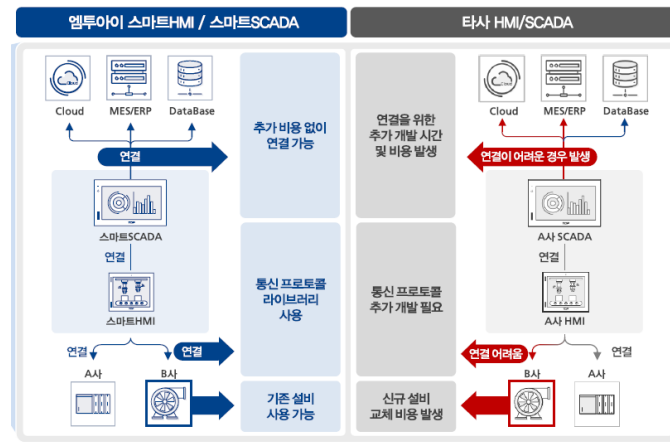 엠투아이 스마트HMI / 스마트SCADA
타사 HMI/SCADA
Cloud
MES/ERP
DataBase
연결
스마트SCADA
연결
스마트HMI
연결
연결
A사
B사
추가 비용 없이
연결 가능
통신 프로토콜
라이브러리
사용
기존 설비
사용 가능
연결을 위한
추가 개발 시간
및 비용 발생
통신 프로토콜
추가 개발 필요
신규 설비
교체 비용 발생
Cloud
MES/ERP
DataBase
연결이 어려운 경우 발생
A사 SCADA
연결
A사 HMI
연결 어려움
연결
B사
A사